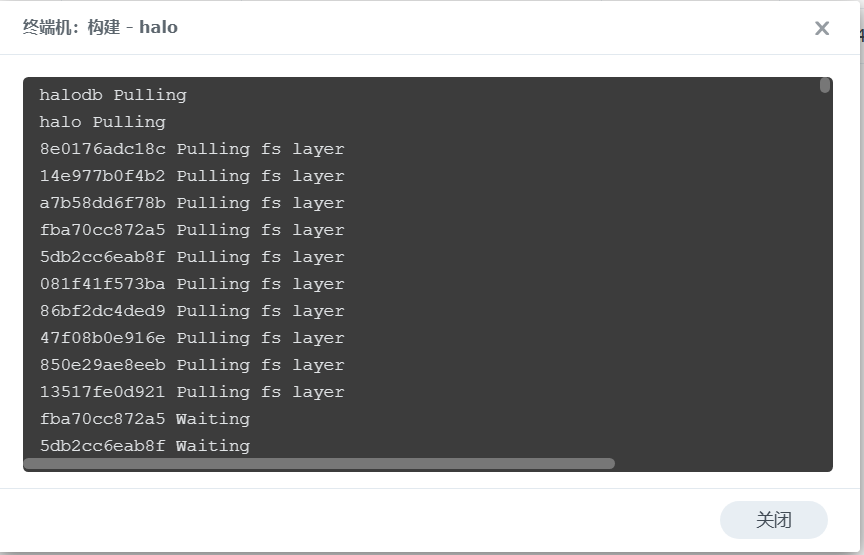 终端机：构建 - halo
halodb Pulling
halo Pulling
8e0176adc18c Pulling fs layer
14e977b0f4b2 Pulling fs layer
a7b58dd6f78b Pulling fs layer
fba70cc872a5 Pulling fs layer
5db2cc6eab8f Pulling fs layer
081f41f573ba Pulling fs layer
86bf2dc4ded9 Pulling fs layer
47f08b0e916e Pulling fs layer
850e29ae8eeb Pulling fs layer
13517fe0d921 Pulling fs layer
fba70cc872a5 Waiting
5db2cc6eab8f Waiting
关闭